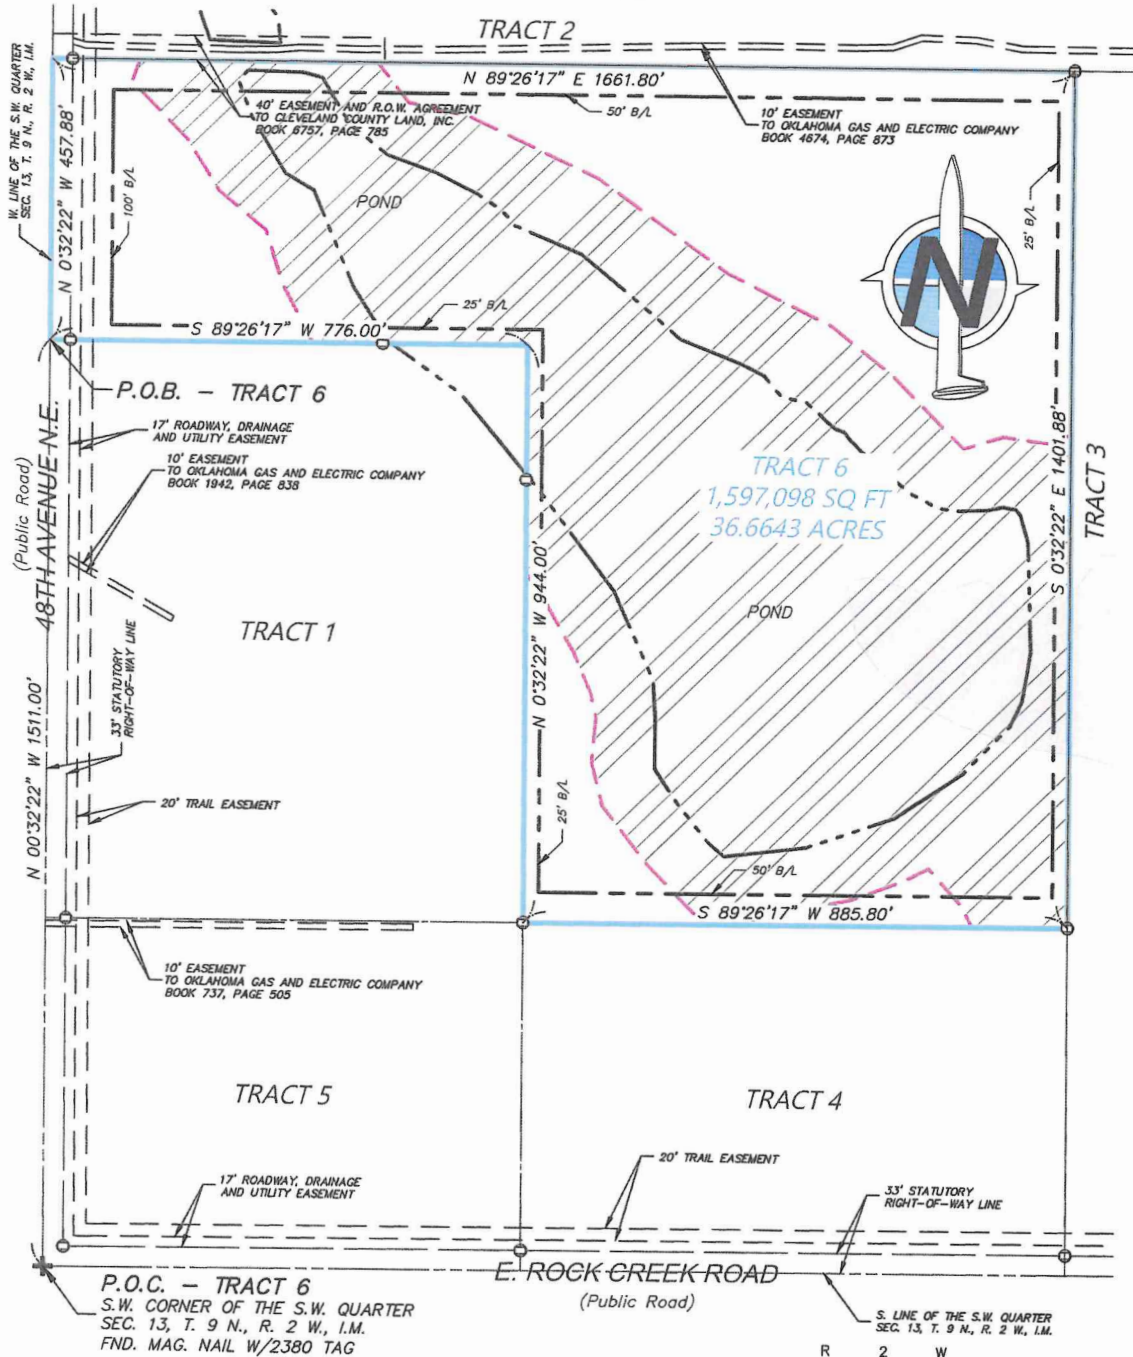 TRACT 2
N 89°26'17" E 1661.80'
W. LINE OF THE S.W. QUARTER
SEC. 13, T. 9 N., R. 2 W., I.M.
N 0°32'22" W 457.88'
40' EASEMENT AND R.O.W. AGREEMENT
TO CLEVELAND COUNTY LAND, INC.
BOOK 6757, PAGE 785
50' B/L
10' EASEMENT
TO OKLAHOMA GAS AND ELECTRIC COMPANY
BOOK 4674, PAGE 873
100' B/L
POND
25' B/L
N
25' B/L
S 89°26'17" W 776.00'
P.O.B. - TRACT 6
17' ROADWAY, DRAINAGE
AND UTILITY EASEMENT
10' EASEMENT
TO OKLAHOMA GAS AND ELECTRIC COMPANY
BOOK 1942, PAGE 838
48TH AVENUE N.E.
(Public Road)
TRACT 6
1,597,098 SQ FT
36.6643 ACRES
S 0°32'22" E 1401.88'
TRACT 3
TRACT 1
N 0°32'22" W 944.00'
POND
33' STATUTORY
RIGHT-OF-WAY LINE
N 00°32'22" W 1511.00'
20' TRAIL EASEMENT
25' B/L
50' B/L
S 89°26'17" W 885.80'
10' EASEMENT
TO OKLAHOMA GAS AND ELECTRIC COMPANY
BOOK 737, PAGE 505
TRACT 5
TRACT 4
20' TRAIL EASEMENT
17' ROADWAY, DRAINAGE
AND UTILITY EASEMENT
33' STATUTORY
RIGHT-OF-WAY LINE
E. ROCK CREEK ROAD
(Public Road)
P.O.C. - TRACT 6
S.W. CORNER OF THE S.W. QUARTER
SEC. 13, T. 9 N., R. 2 W., I.M.
FND. MAG. NAIL W/2380 TAG
S. LINE OF THE S.W. QUARTER
SEC. 13, T. 9 N., R. 2 W., I.M.
R 2 W